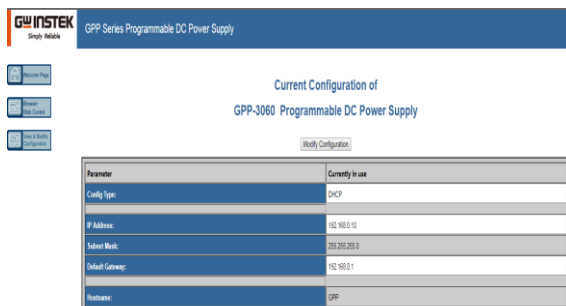 GWINSTEK
Simply Reliable
GPP Series Programmable DC Power Supply
Welcome Page
Browser
Web Control
View & Modify
Configuration
Current Configuration of
GPP-3060 Programmable DC Power Supply
Modify Configuration
Parameter Currently in use
Config Type: DHCP
IP Address: 192.168.0.10
Subnet Mask: 255.255.255.0
Default Gateway: 192.168.0.1
Hostname: GPP